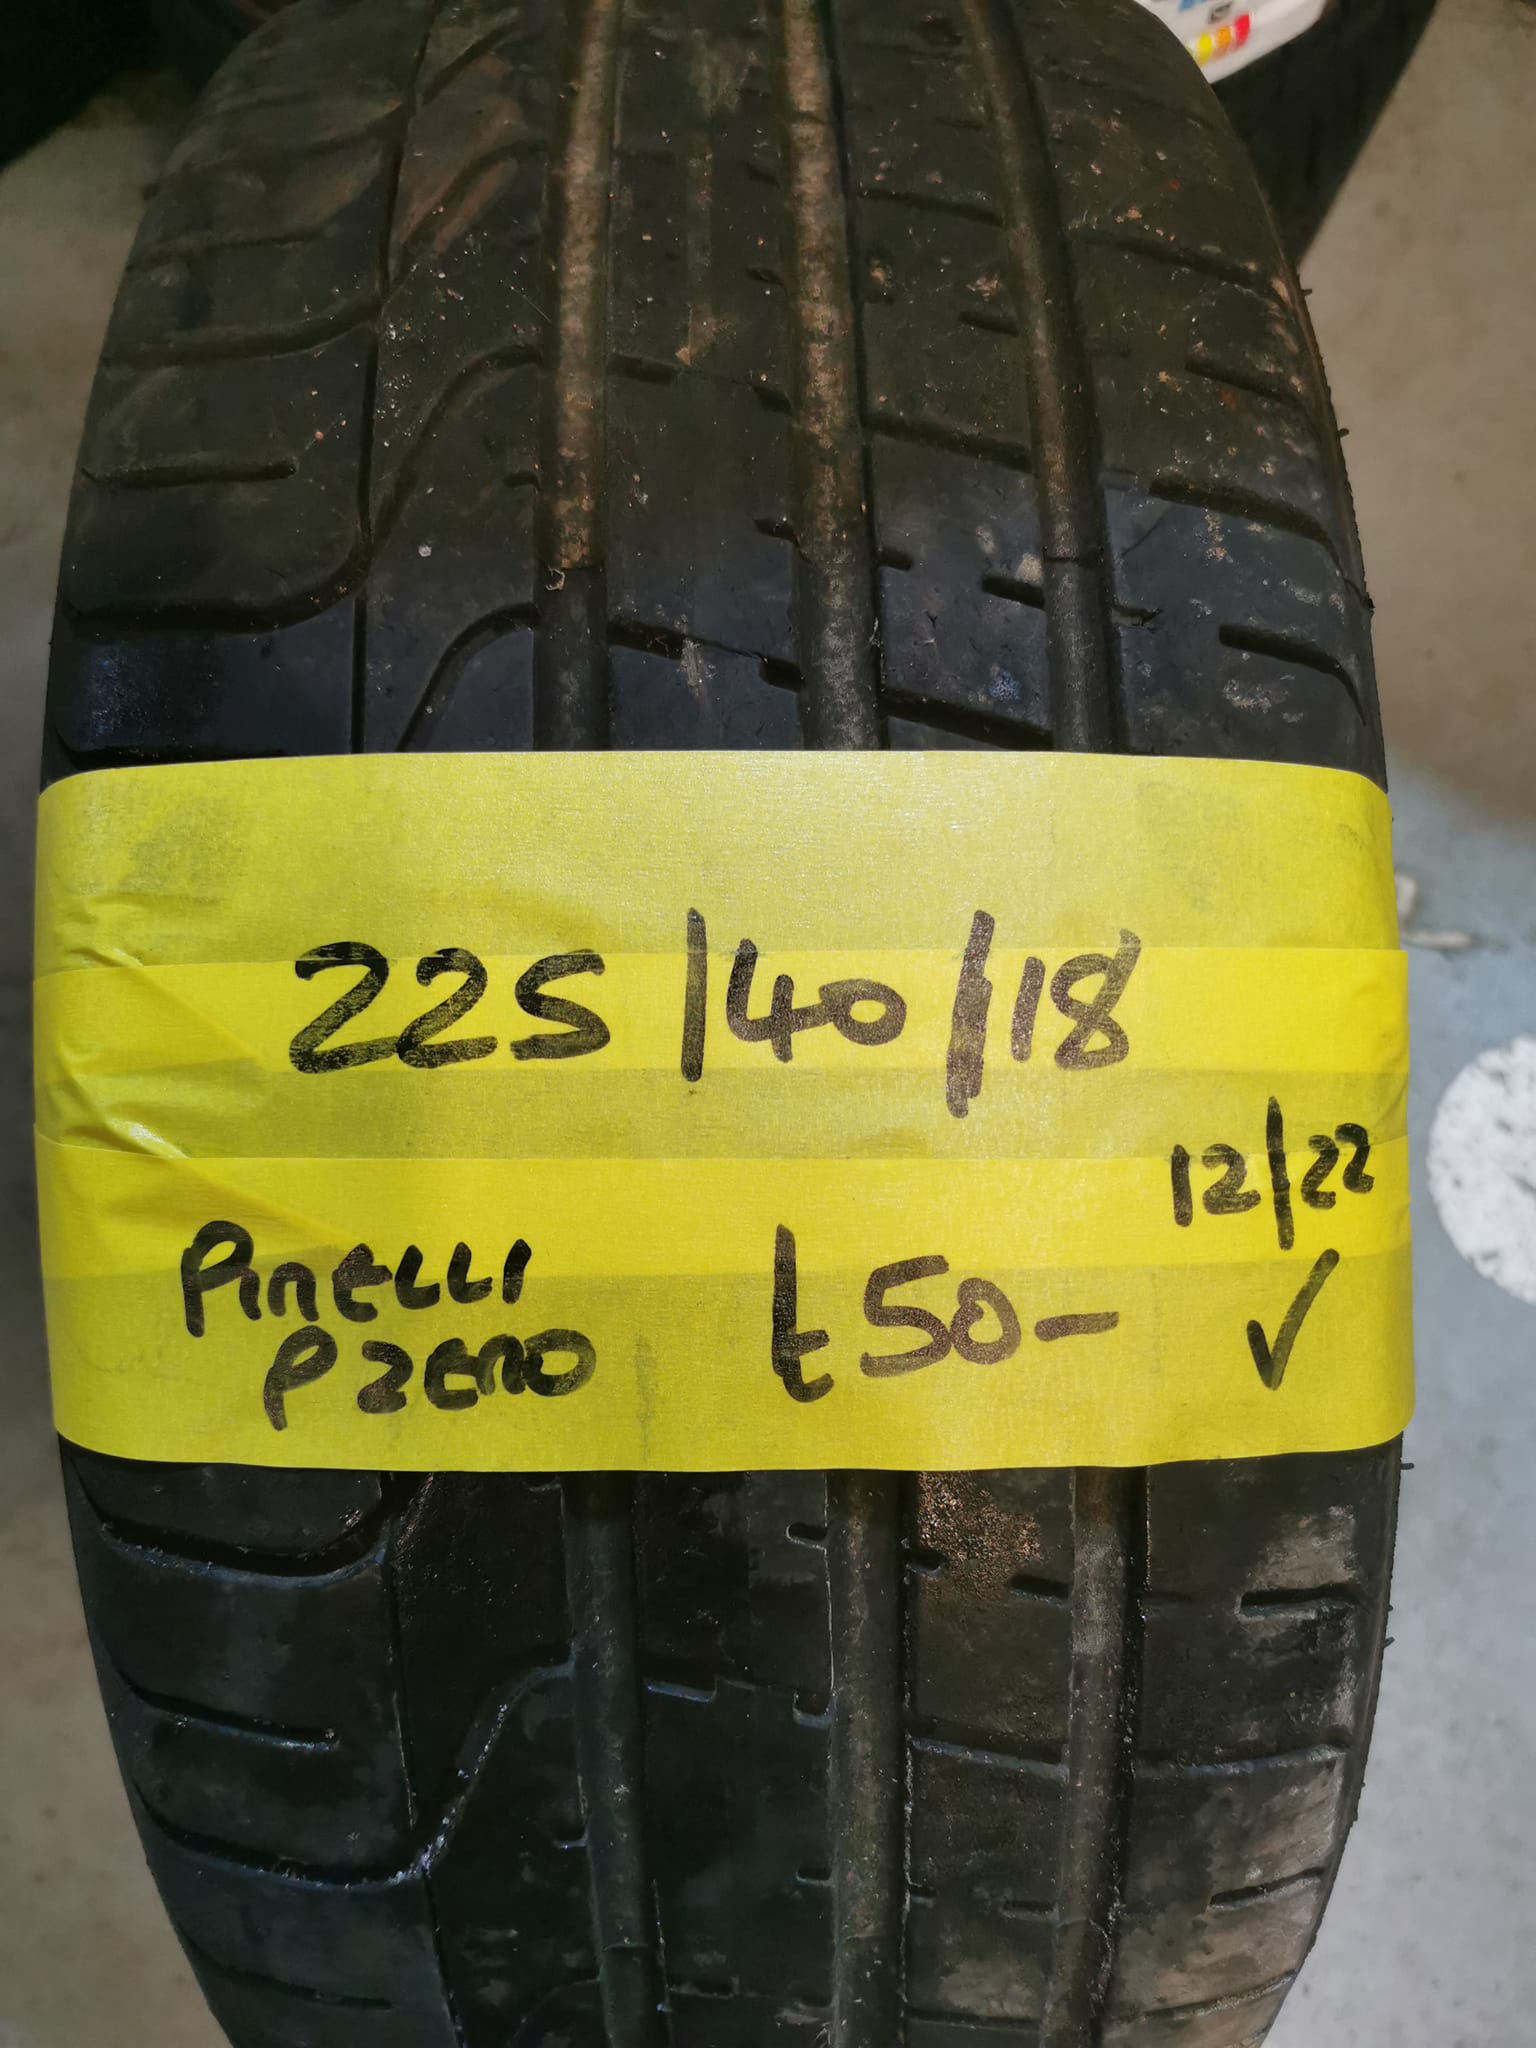 225/40/18
12/22
PIRELLI
P ZERO
£50- ✓